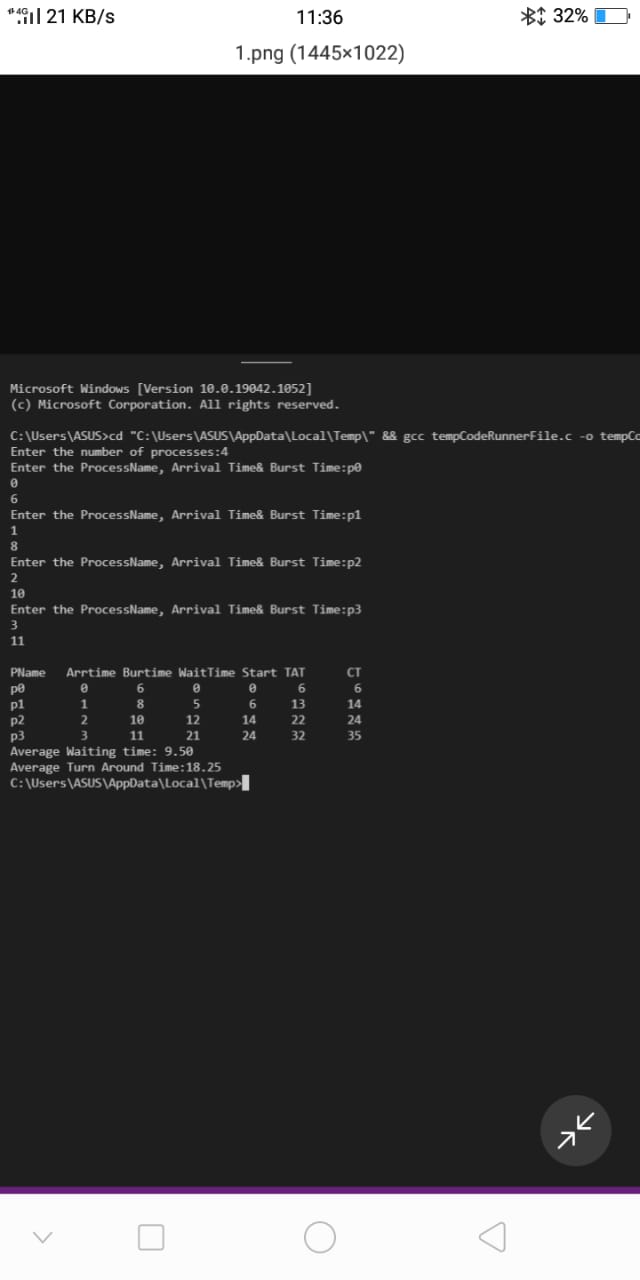 4G 21 KB/s 11:36 32%
1.png (1445×1022)
Microsoft Windows [Version 10.0.19042.1052]
(c) Microsoft Corporation. All rights reserved.
C:\Users\ASUS>cd "C:\Users\ASUS\AppData\Local\Temp\" && gcc tempCodeRunnerFile.c -o tempCo
Enter the number of processes:4
Enter the ProcessName, Arrival Time& Burst Time:p0
0
6
Enter the ProcessName, Arrival Time& Burst Time:p1
1
8
Enter the ProcessName, Arrival Time& Burst Time:p2
2
10
Enter the ProcessName, Arrival Time& Burst Time:p3
3
11
PName Arrtime Burtime WaitTime Start TAT CT
p0 0 6 0 0 6 6
p1 1 8 5 6 13 14
p2 2 10 12 14 22 24
p3 3 11 21 24 32 35
Average Waiting time: 9.50
Average Turn Around Time:18.25
C:\Users\ASUS\AppData\Local\Temp>